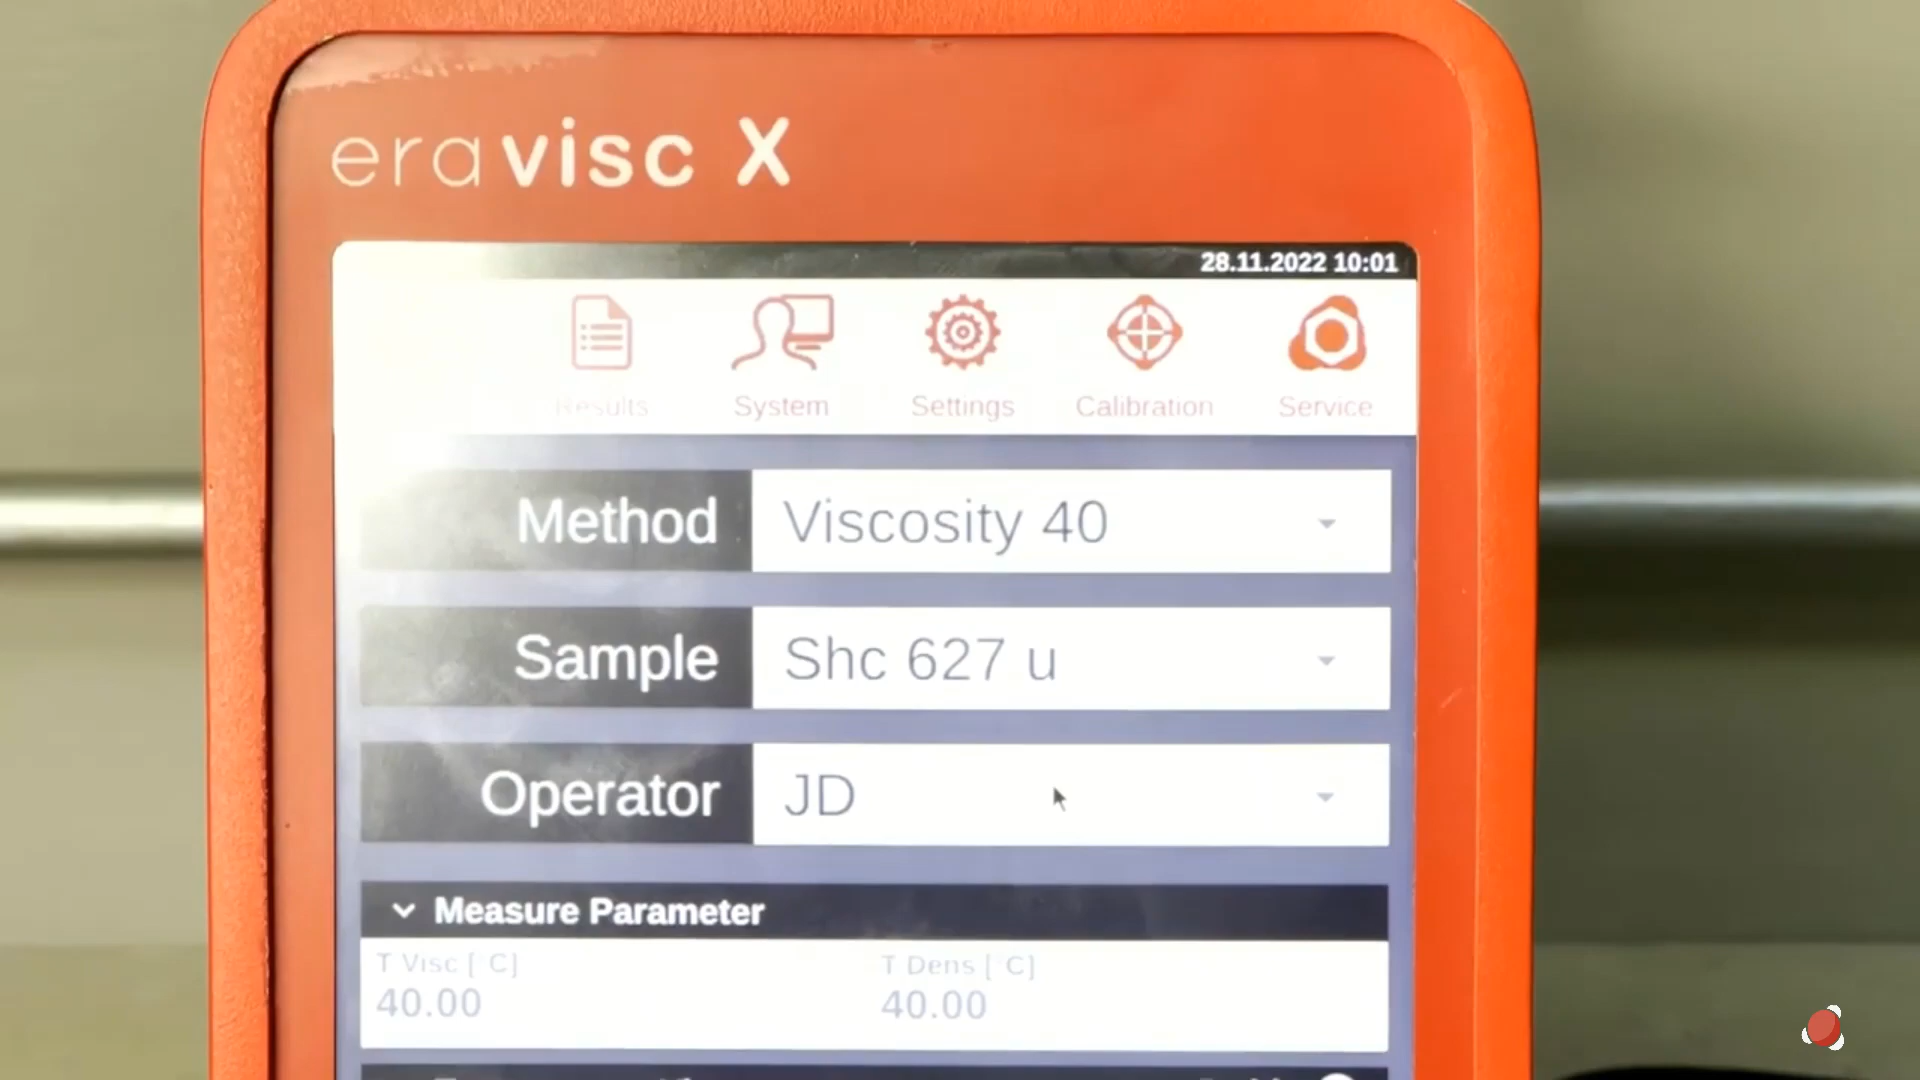 eravisc X
28.11.2022 10:01
Results System Settings Calibration Service
Method Viscosity 40
Sample Shc 627 u
Operator JD
Measure Parameter
T Visc [°C] T Dens [°C]
40.00 40.00